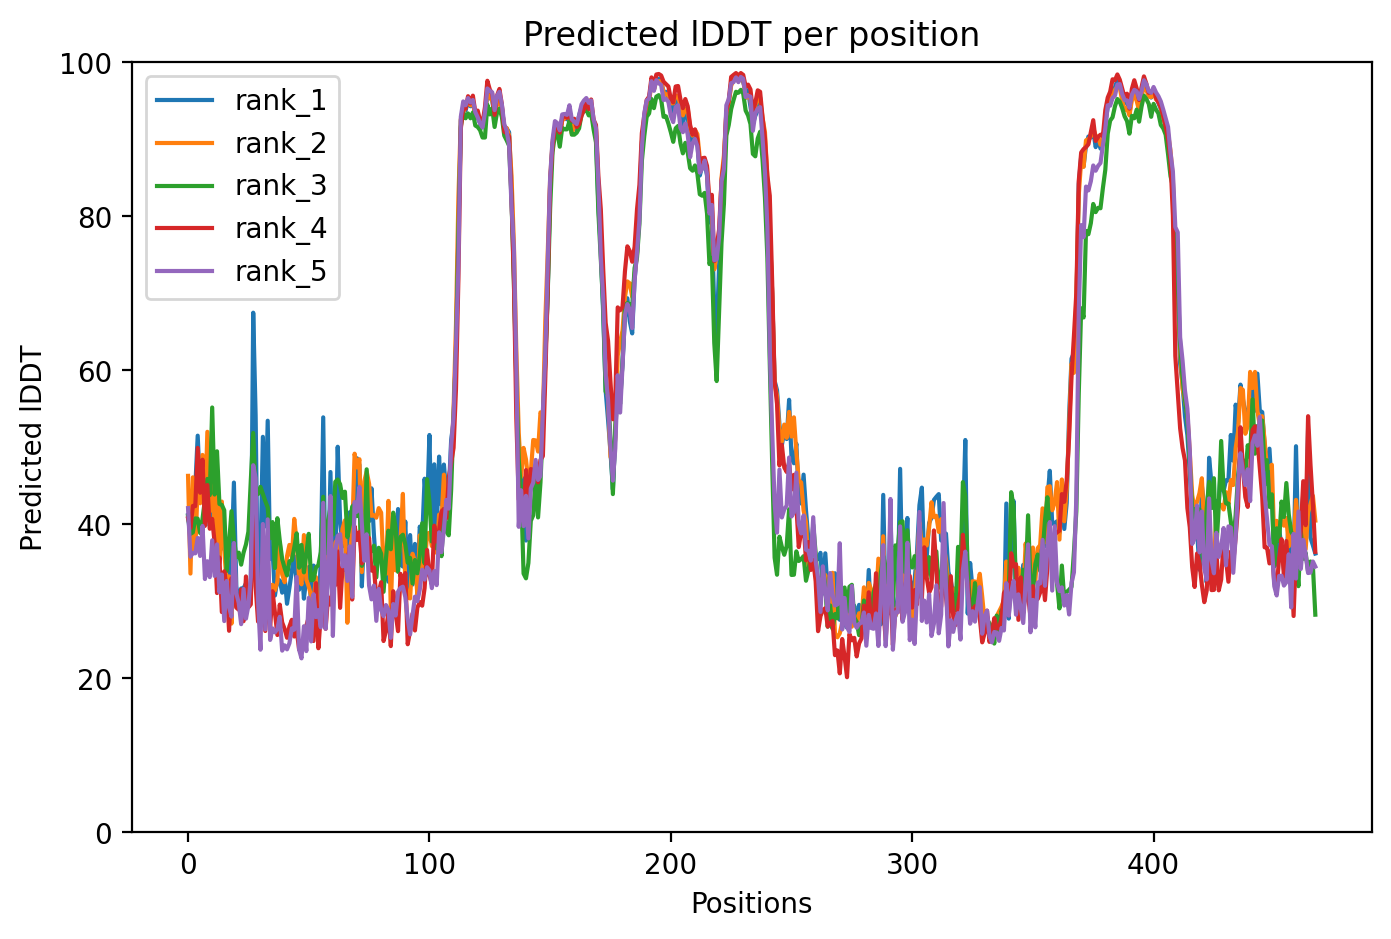 Predicted lDDT per position
100
80
60
40
20
0
Predicted lDDT
rank_1
rank_2
rank_3
rank_4
rank_5
0 100 200 300 400
Positions